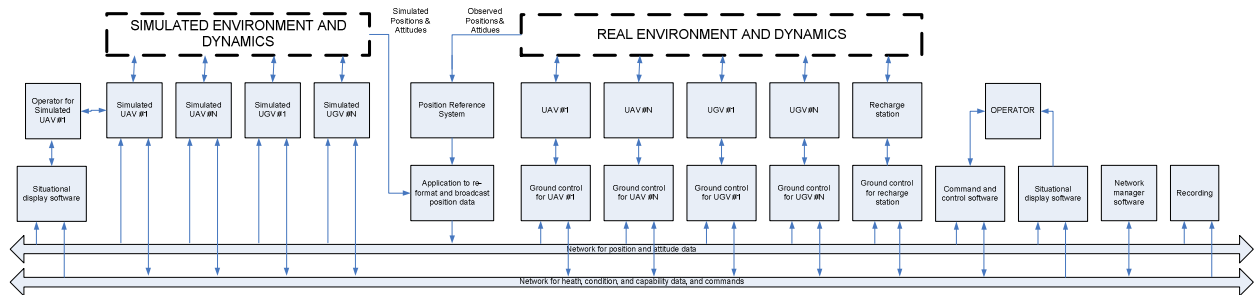 SIMULATED ENVIRONMENT AND
DYNAMICS
Simulated
Positions &
Attitudes
Observed
Positions &
Attidues
REAL ENVIRONMENT AND DYNAMICS
Operator for
Simulated
UAV #1
Simulated
UAV #1
Simulated
UAV #N
Simulated
UGV #1
Simulated
UGV #N
Position Reference
System
UAV #1
UAV #N
UGV #1
UGV #N
Recharge
station
OPERATOR
Situational
display software
Application to re-
format and broadcast
position data
Ground control
for UAV #1
Ground control
for UAV #N
Ground control
for UGV #1
Ground control
for UGV #N
Ground control
for recharge
station
Command and
control software
Situational
display software
Network
manager
software
Recording
Network for position and attitude data
Network for heath, condition, and capability data, and commands